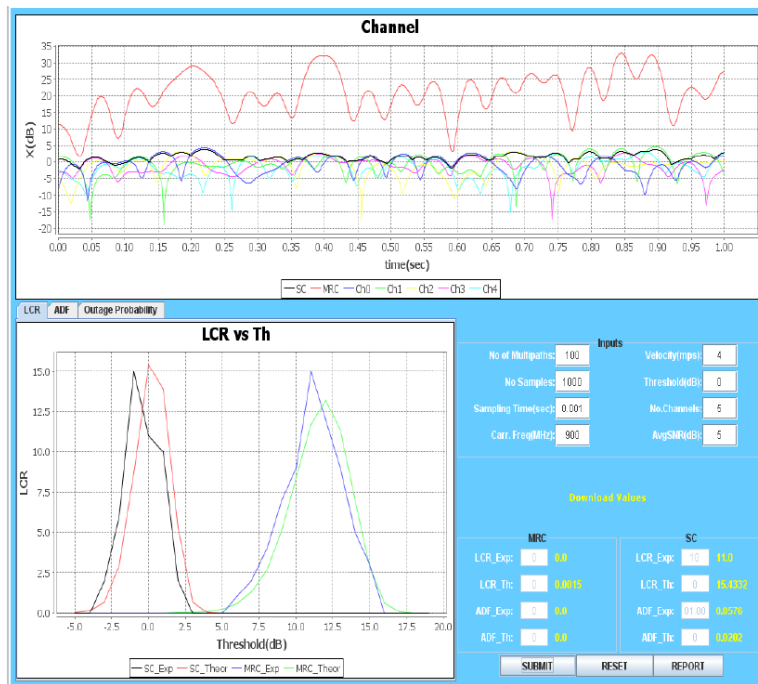 Channel
X(dB)
35
30
25
20
15
10
5
0
-5
-10
-15
-20
0.00 0.05 0.10 0.15 0.20 0.25 0.30 0.35 0.40 0.45 0.50 0.55 0.60 0.65 0.70 0.75 0.80 0.85 0.90 0.95 1.00
time(sec)
SC MRC Ch0 Ch1 Ch2 Ch3 Ch4
LCR ADF Outage Probability
LCR vs Th
LCR
15.0
12.5
10.0
7.5
5.0
2.5
0.0
-5.0 -2.5 0.0 2.5 5.0 7.5 10.0 12.5 15.0 17.5 20.0
Threshold(dB)
SC_Exp SC_Theor MRC_Exp MRC_Theor
Inputs
No of Multipaths: 100 Velocity(mps): 4
No Samples: 1000 Threshold(dB): 0
Sampling Time(sec): 0.001 No.Channels: 5
Carr. Freq(MHz): 900 AvgSNR(dB): 5
Download Values
MRC
LCR_Exp: 0 0.0
LCR_Th: 0 0.0015
ADF_Exp: 0 0.0
ADF_Th: 0 0.0
SC
LCR_Exp: 10 11.0
LCR_Th: 0 15.4332
ADF_Exp: 01.00 0.0576
ADF_Th: 0 0.0202
SUBMIT RESET REPORT